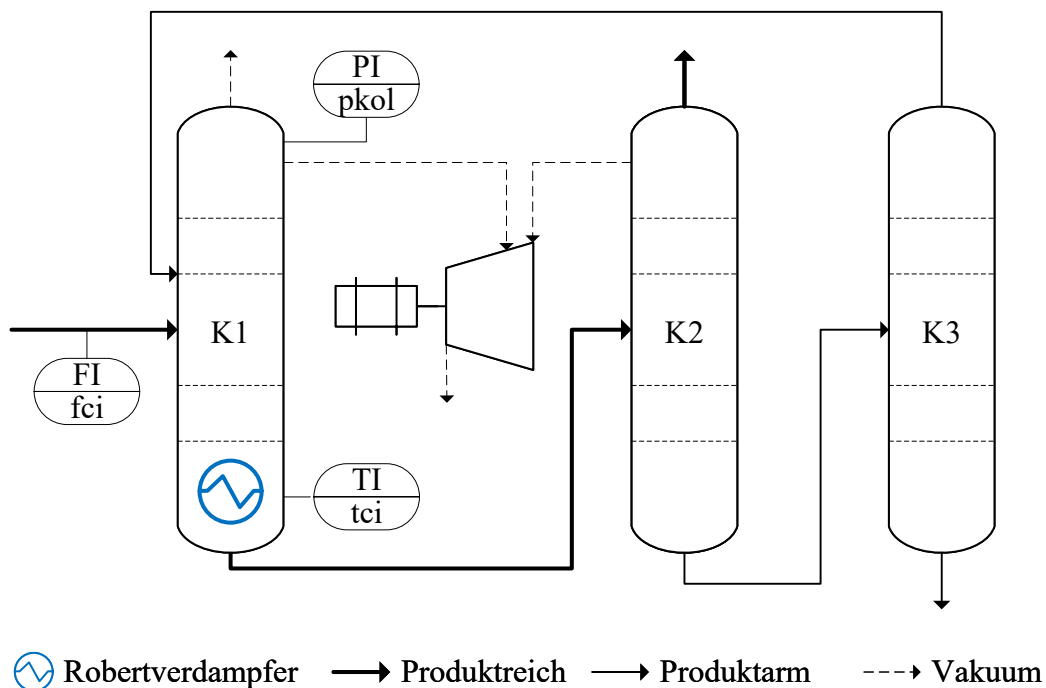 PI
pkol
K1
K2
K3
FI
fci
TI
tci
Robertverdampfer
Produktreich
Produktarm
Vakuum